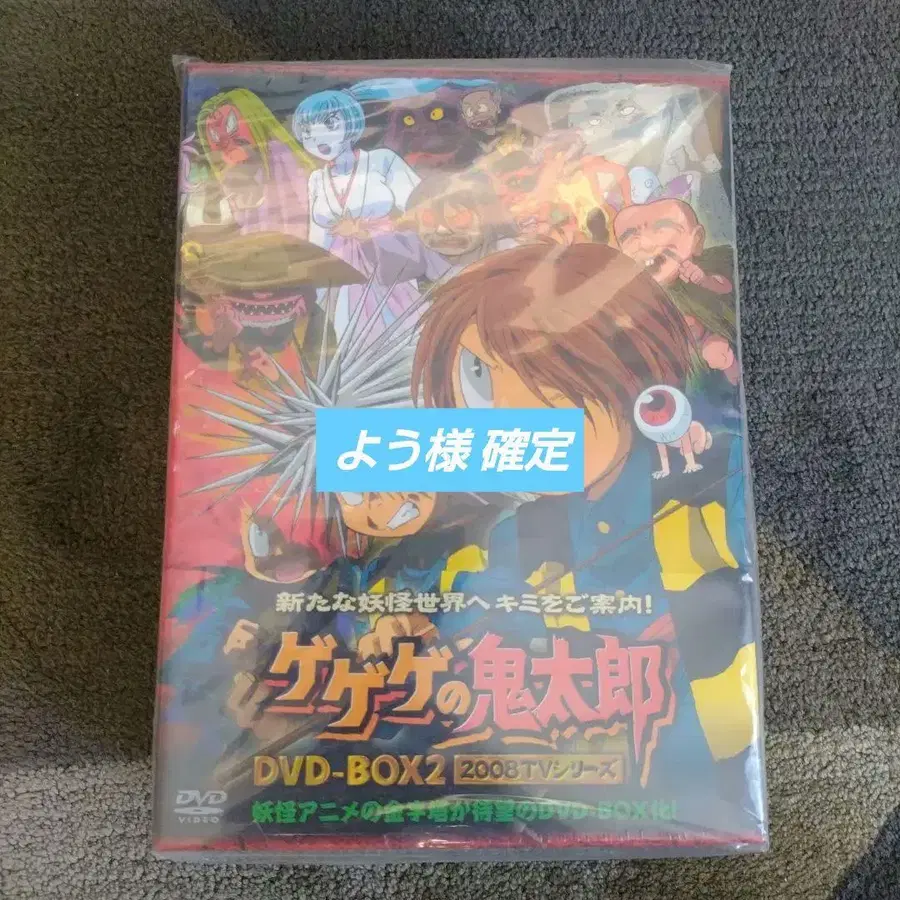 よう様 確定
新たな妖怪世界へ キミをご案内!
ゲゲゲの鬼太郎
DVD-BOX2 2008TVシリーズ
DVD
VIDEO
妖怪アニメの金字塔が待望のDVD-BOX化!